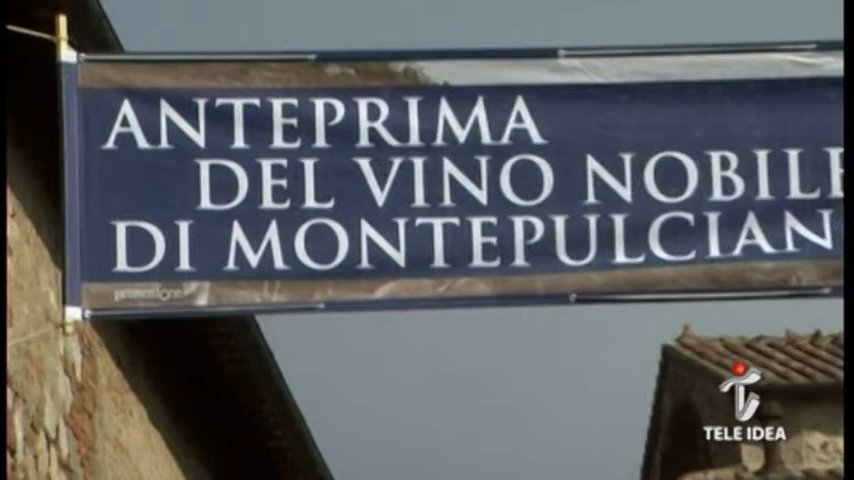 ANTEPRIMA
DEL VINO NOBILE
DI MONTEPULCIAN
TELE IDEA